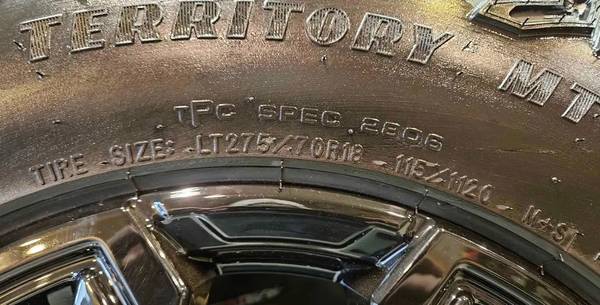 TERRITORY MT
TPC SPEC 2806
TIRE SIZE: LT275/70R18 115/112Q M+S